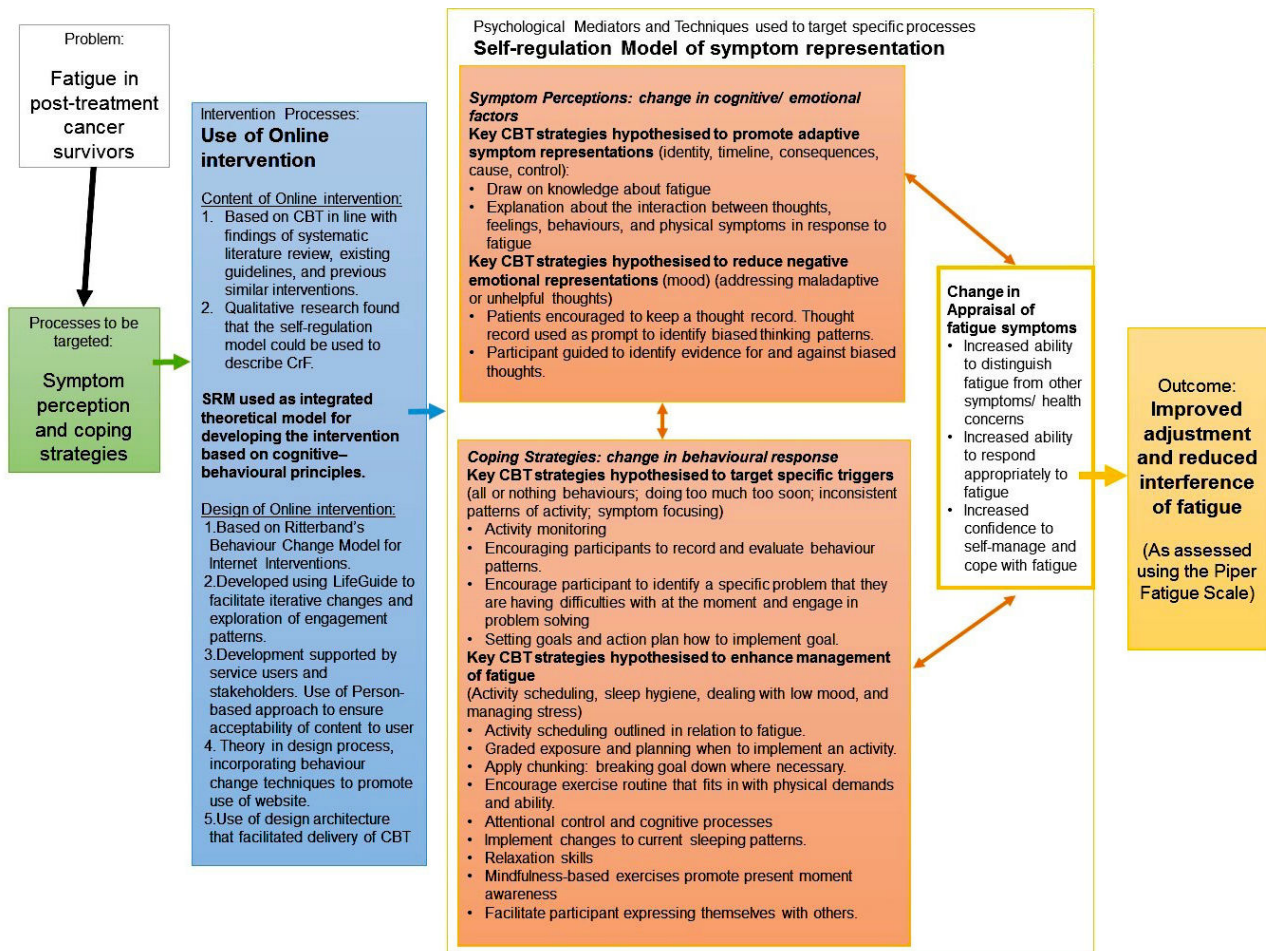 Problem:
Fatigue in
post-treatment
cancer
survivors
Processes to be
targeted:
Symptom
perception
and coping
strategies
Intervention Processes:
Use of Online
intervention
Content of Online intervention:
1. Based on CBT in line with
findings of systematic
literature review, existing
guidelines, and previous
similar interventions.
2. Qualitative research found
that the self-regulation
model could be used to
describe CrF.
SRM used as integrated
theoretical model for
developing the intervention
based on cognitive–
behavioural principles.
Design of Online intervention:
1.Based on Ritterband's
Behaviour Change Model for
Internet Interventions.
2.Developed using LifeGuide to
facilitate iterative changes and
exploration of engagement
patterns.
3.Development supported by
service users and
stakeholders. Use of Person-
based approach to ensure
acceptability of content to user
4. Theory in design process,
incorporating behaviour
change techniques to promote
use of website.
5.Use of design architecture
that facilitated delivery of CBT
Psychological Mediators and Techniques used to target specific processes
Self-regulation Model of symptom representation
Symptom Perceptions: change in cognitive/ emotional
factors
Key CBT strategies hypothesised to promote adaptive
symptom representations (identity, timeline, consequences,
cause, control):
• Draw on knowledge about fatigue
• Explanation about the interaction between thoughts,
feelings, behaviours, and physical symptoms in response to
fatigue
Key CBT strategies hypothesised to reduce negative
emotional representations (mood) (addressing maladaptive
or unhelpful thoughts)
• Patients encouraged to keep a thought record. Thought
record used as prompt to identify biased thinking patterns.
• Participant guided to identify evidence for and against biased
thoughts.
Coping Strategies: change in behavioural response
Key CBT strategies hypothesised to target specific triggers
(all or nothing behaviours; doing too much too soon; inconsistent
patterns of activity; symptom focusing)
• Activity monitoring
• Encouraging participants to record and evaluate behaviour
patterns.
• Encourage participant to identify a specific problem that they
are having difficulties with at the moment and engage in
problem solving
• Setting goals and action plan how to implement goal.
Key CBT strategies hypothesised to enhance management
of fatigue
(Activity scheduling, sleep hygiene, dealing with low mood, and
managing stress)
• Activity scheduling outlined in relation to fatigue.
• Graded exposure and planning when to implement an activity.
• Apply chunking: breaking goal down where necessary.
• Encourage exercise routine that fits in with physical demands
and ability.
• Attentional control and cognitive processes
• Implement changes to current sleeping patterns.
• Relaxation skills
• Mindfulness-based exercises promote present moment
awareness
• Facilitate participant expressing themselves with others.
Change in
Appraisal of
fatigue symptoms
• Increased ability
to distinguish
fatigue from other
symptoms/ health
concerns
• Increased ability
to respond
appropriately to
fatigue
• Increased
confidence to
self-manage and
cope with fatigue
Outcome:
Improved
adjustment
and reduced
interference
of fatigue
(As assessed
using the Piper
Fatigue Scale)